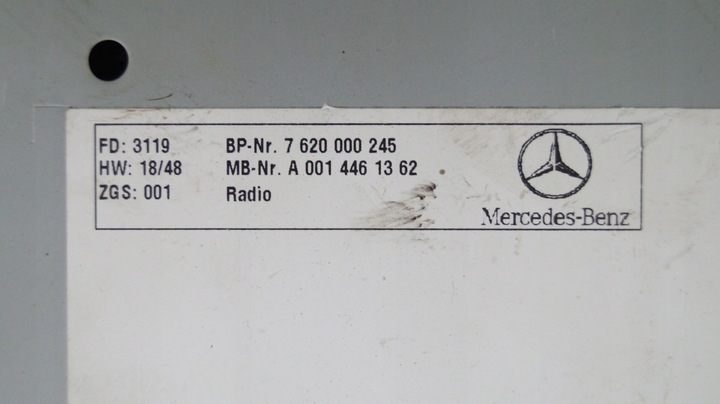 FD: 3119 BP-Nr. 7 620 000 245
HW: 18/48 MB-Nr. A 001 446 13 62
ZGS: 001 Radio
Mercedes-Benz